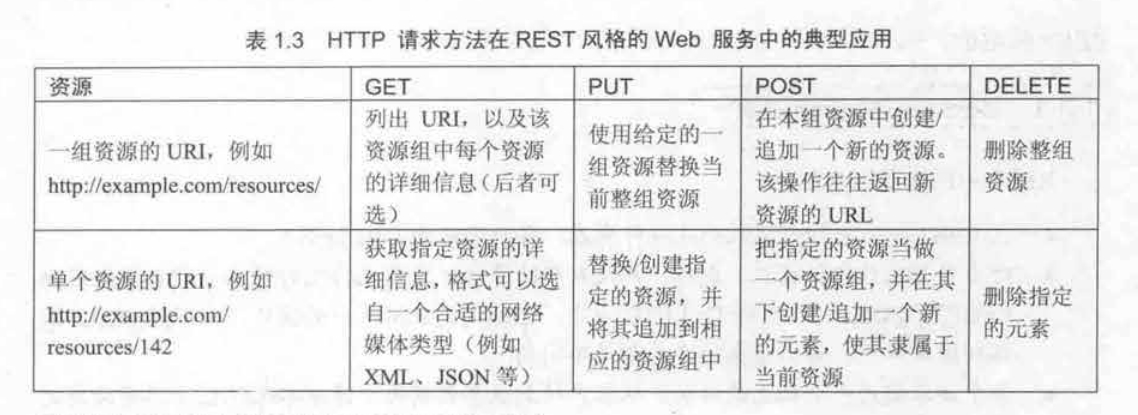 表 1.3 HTTP 请求方法在 REST 风格的 Web 服务中的典型应用
资源
GET
PUT
POST
DELETE
一组资源的 URI，例如
http://example.com/resources/
列出 URI，以及该
资源组中每个资源
的详细信息（后者可
选）
使用给定的一
组资源替换当
前整组资源
在本组资源中创建/
追加一个新的资源。
该操作往往返回新
资源的 URL
删除整组
资源
单个资源的 URI，例如
http://example.com/
resources/142
获取指定资源的详
细信息，格式可以选
自一个合适的网络
媒体类型（例如
XML、JSON 等）
替换/创建指
定的资源，并
将其追加到相
应的资源组中
把指定的资源当做
一个资源组，并在其
下创建/追加一个新
的元素，使其隶属于
当前资源
删除指定
的元素